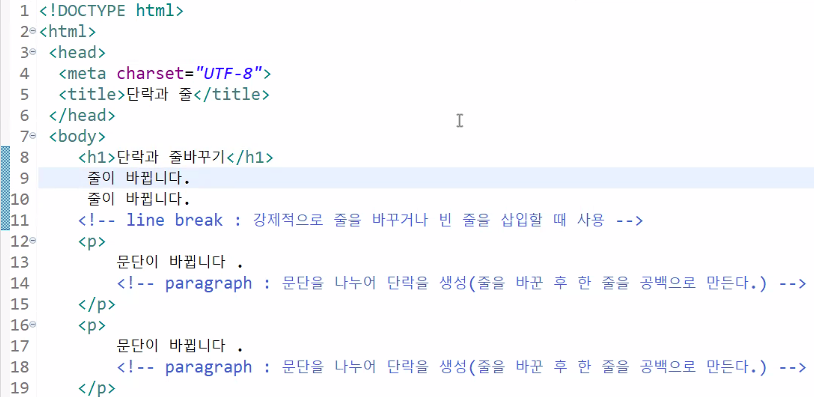 1 <!DOCTYPE html>
2 <html>
3 <head>
4 <meta charset="UTF-8">
5 <title>단락과 줄</title>
6 </head>
7 <body>
8 <h1>단락과 줄바꾸기</h1>
9 줄이 바뀝니다.
10 줄이 바뀝니다.
11 <!-- line break : 강제적으로 줄을 바꾸거나 빈 줄을 삽입할 때 사용 -->
12 <p>
13 문단이 바뀝니다 .
14 <!-- paragraph : 문단을 나누어 단락을 생성(줄을 바꾼 후 한 줄을 공백으로 만든다.) -->
15 </p>
16 <p>
17 문단이 바뀝니다 .
18 <!-- paragraph : 문단을 나누어 단락을 생성(줄을 바꾼 후 한 줄을 공백으로 만든다.) -->
19 </p>